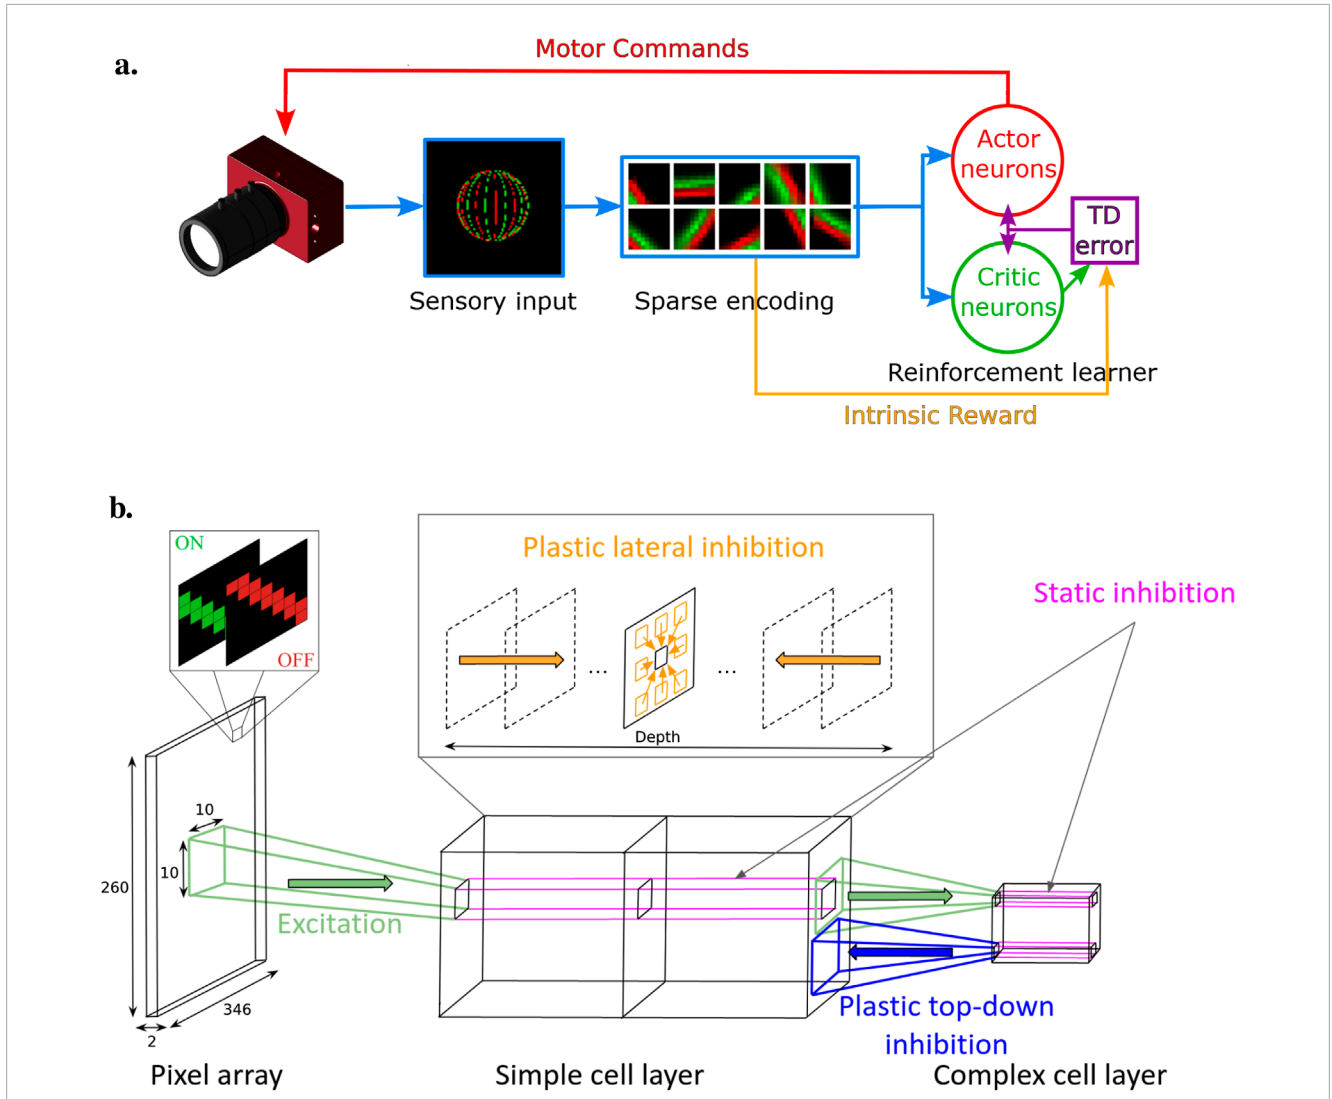 a.
Motor Commands
Actor
neurons
TD
error
Critic
neurons
Sensory input
Sparse encoding
Reinforcement learner
Intrinsic Reward
b.
ON
OFF
Plastic lateral inhibition
Static inhibition
...
...
Depth
10
10
260
Excitation
346
2
Plastic top-down
inhibition
Pixel array
Simple cell layer
Complex cell layer